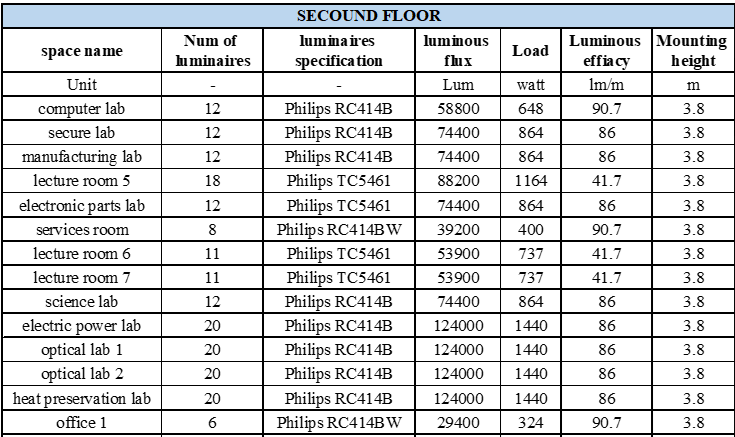 SECOUND FLOOR
space name | Num of luminaires | luminaires specification | luminous flux | Load | Luminous effiacy | Mounting height
Unit | - | - | Lum | watt | lm/m | m
computer lab | 12 | Philips RC414B | 58800 | 648 | 90.7 | 3.8
secure lab | 12 | Philips RC414B | 74400 | 864 | 86 | 3.8
manufacturing lab | 12 | Philips RC414B | 74400 | 864 | 86 | 3.8
lecture room 5 | 18 | Philips TC5461 | 88200 | 1164 | 41.7 | 3.8
electronic parts lab | 12 | Philips TC5461 | 74400 | 864 | 86 | 3.8
services room | 8 | Philips RC414BW | 39200 | 400 | 90.7 | 3.8
lecture room 6 | 11 | Philips TC5461 | 53900 | 737 | 41.7 | 3.8
lecture room 7 | 11 | Philips TC5461 | 53900 | 737 | 41.7 | 3.8
science lab | 12 | Philips RC414B | 74400 | 864 | 86 | 3.8
electric power lab | 20 | Philips RC414B | 124000 | 1440 | 86 | 3.8
optical lab 1 | 20 | Philips RC414B | 124000 | 1440 | 86 | 3.8
optical lab 2 | 20 | Philips RC414B | 124000 | 1440 | 86 | 3.8
heat preservation lab | 20 | Philips RC414B | 124000 | 1440 | 86 | 3.8
office 1 | 6 | Philips RC414BW | 29400 | 324 | 90.7 | 3.8